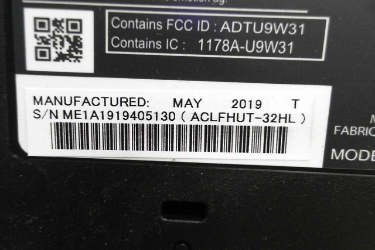 Contains FCC ID : ADTU9W31
Contains IC : 1178A-U9W31
MANUFACTURED: MAY 2019 T
S/N ME1A1919405130 ( ACLFHUT-32HL )
FABRIC
MODE